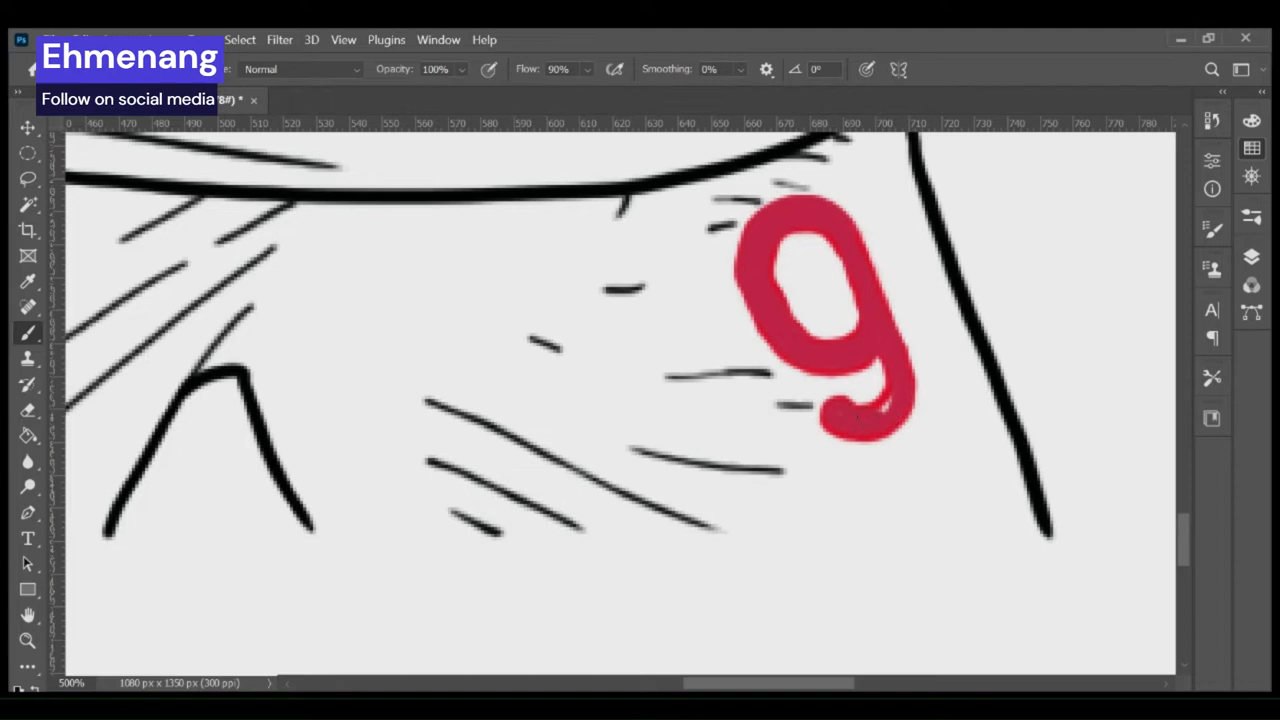 Ehmenang
Follow on social media
Select Filter 3D View Plugins Window Help
Normal Opacity: 100% Flow: 90% Smoothing: 0% 0°
8#) * ×
0 470 480 490 500 510 520 530 540 550 560 570 580 590 600 610 620 630 640 650 660 670 680 690 700 710 720 730 740 750 760 770 780
g
500% 1080 px x 1350 px (300 ppi)